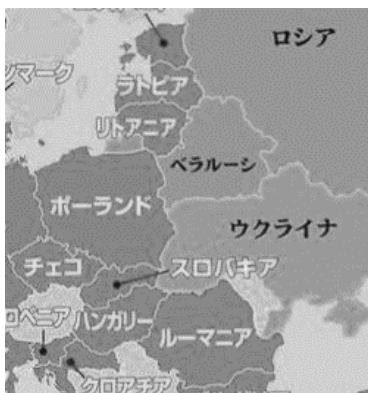 ロシア
ンマーク
ラトビア
リトアニア
ベラルーシ
ポーランド
ウクライナ
チェコ
スロバキア
ロベニア
ハンガリー
ルーマニア
クロアチア